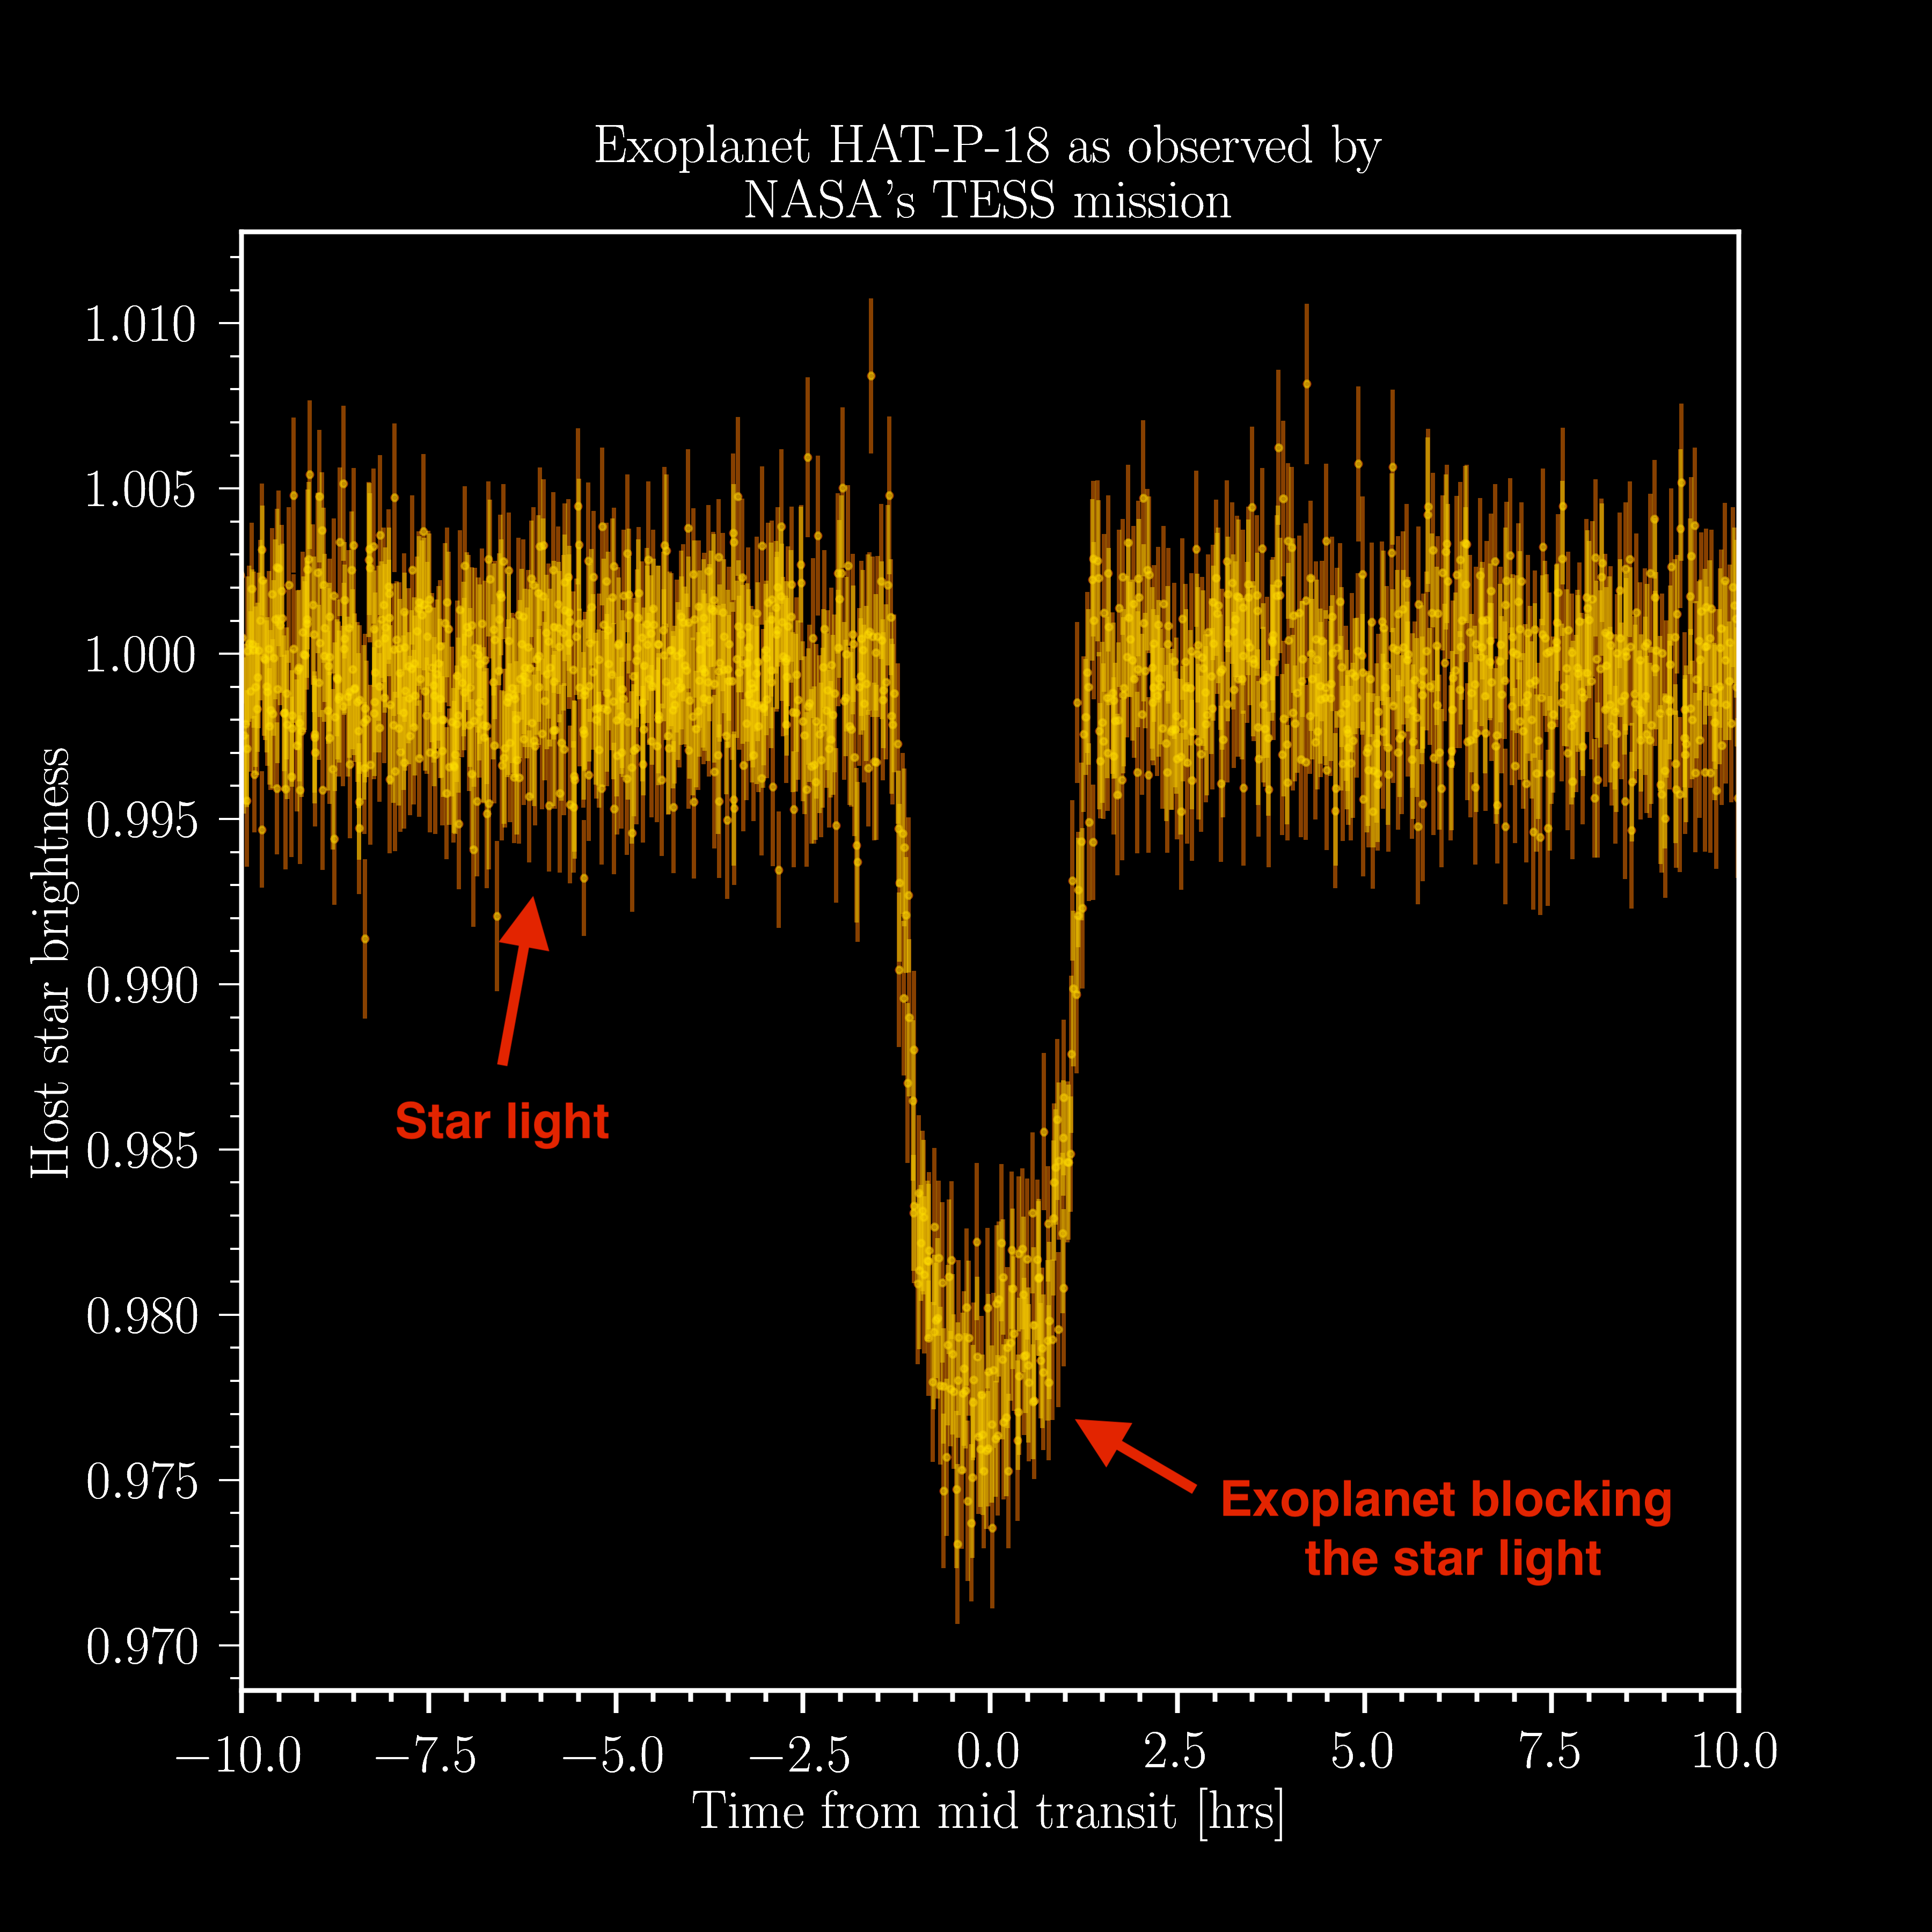 Exoplanet HAT-P-18 as observed by
NASA's TESS mission
Host star brightness
1.010
1.005
1.000
0.995
0.990
0.985
0.980
0.975
0.970
Star light
Exoplanet blocking
the star light
−10.0 −7.5 −5.0 −2.5 0.0 2.5 5.0 7.5 10.0
Time from mid transit [hrs]